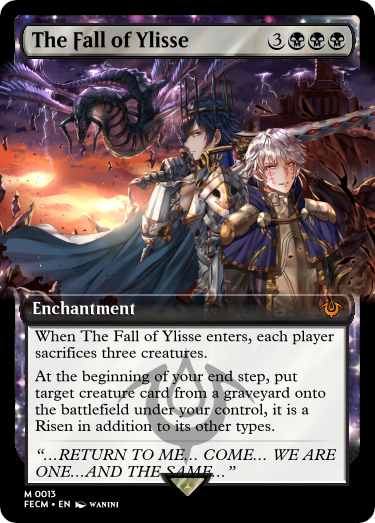 The Fall of Ylisse 3
Enchantment
When The Fall of Ylisse enters, each player
sacrifices three creatures.
At the beginning of your end step, put
target creature card from a graveyard onto
the battlefield under your control, it is a
Risen in addition to its other types.
“…RETURN TO ME… COME… WE ARE
ONE…AND THE SAME…”
M 0013
FECM • EN WANINI